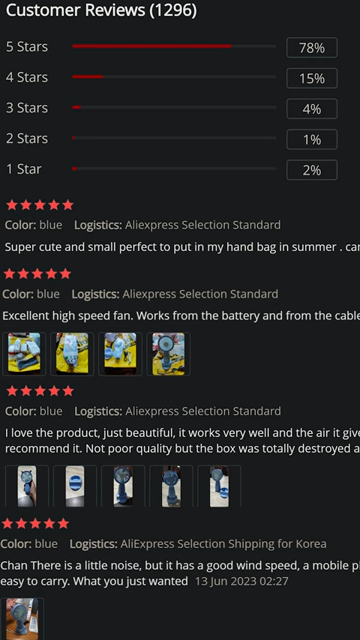 Customer Reviews (1296)
5 Stars 78%
4 Stars 15%
3 Stars 4%
2 Stars 1%
1 Star 2%
Color: blue Logistics: Aliexpress Selection Standard
Super cute and small perfect to put in my hand bag in summer . car
Color: blue Logistics: Aliexpress Selection Standard
Excellent high speed fan. Works from the battery and from the cable
Color: blue Logistics: Aliexpress Selection Standard
I love the product, just beautiful, it works very well and the air it give
recommend it. Not poor quality but the box was totally destroyed a
Color: blue Logistics: AliExpress Selection Shipping for Korea
Chan There is a little noise, but it has a good wind speed, a mobile p
easy to carry. What you just wanted 13 Jun 2023 02:27